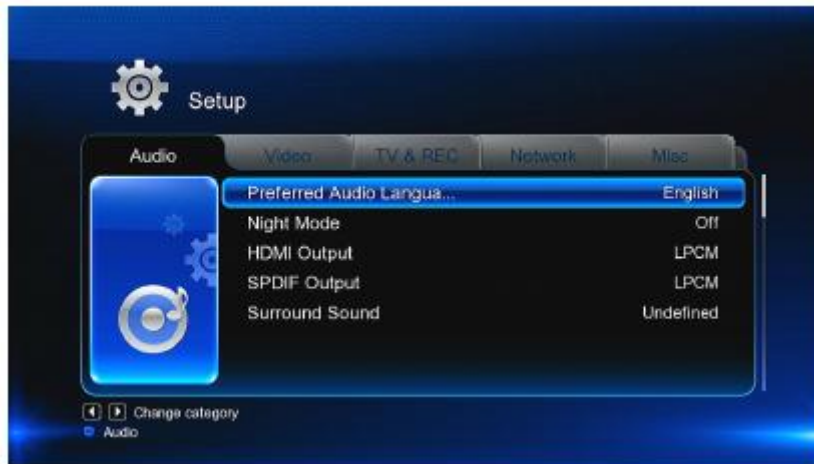 Setup
Audio Video TV & REC Network Misc
Preferred Audio Langua... English
Night Mode Off
HDMI Output LPCM
SPDIF Output LPCM
Surround Sound Undefined
Change category
Audio